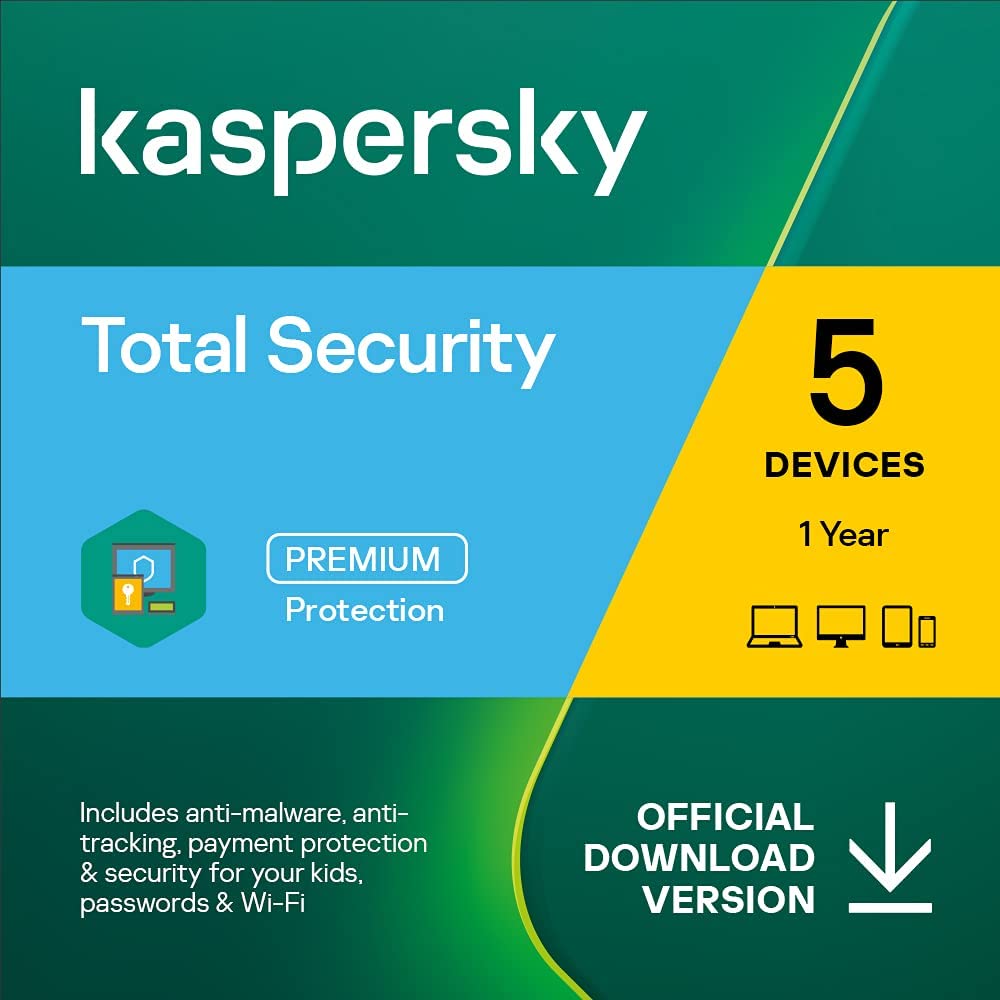 kaspersky
Total Security
5
DEVICES
1 Year
PREMIUM
Protection
Includes anti-malware, anti-
tracking, payment protection
& security for your kids,
passwords & Wi-Fi
OFFICIAL
DOWNLOAD
VERSION